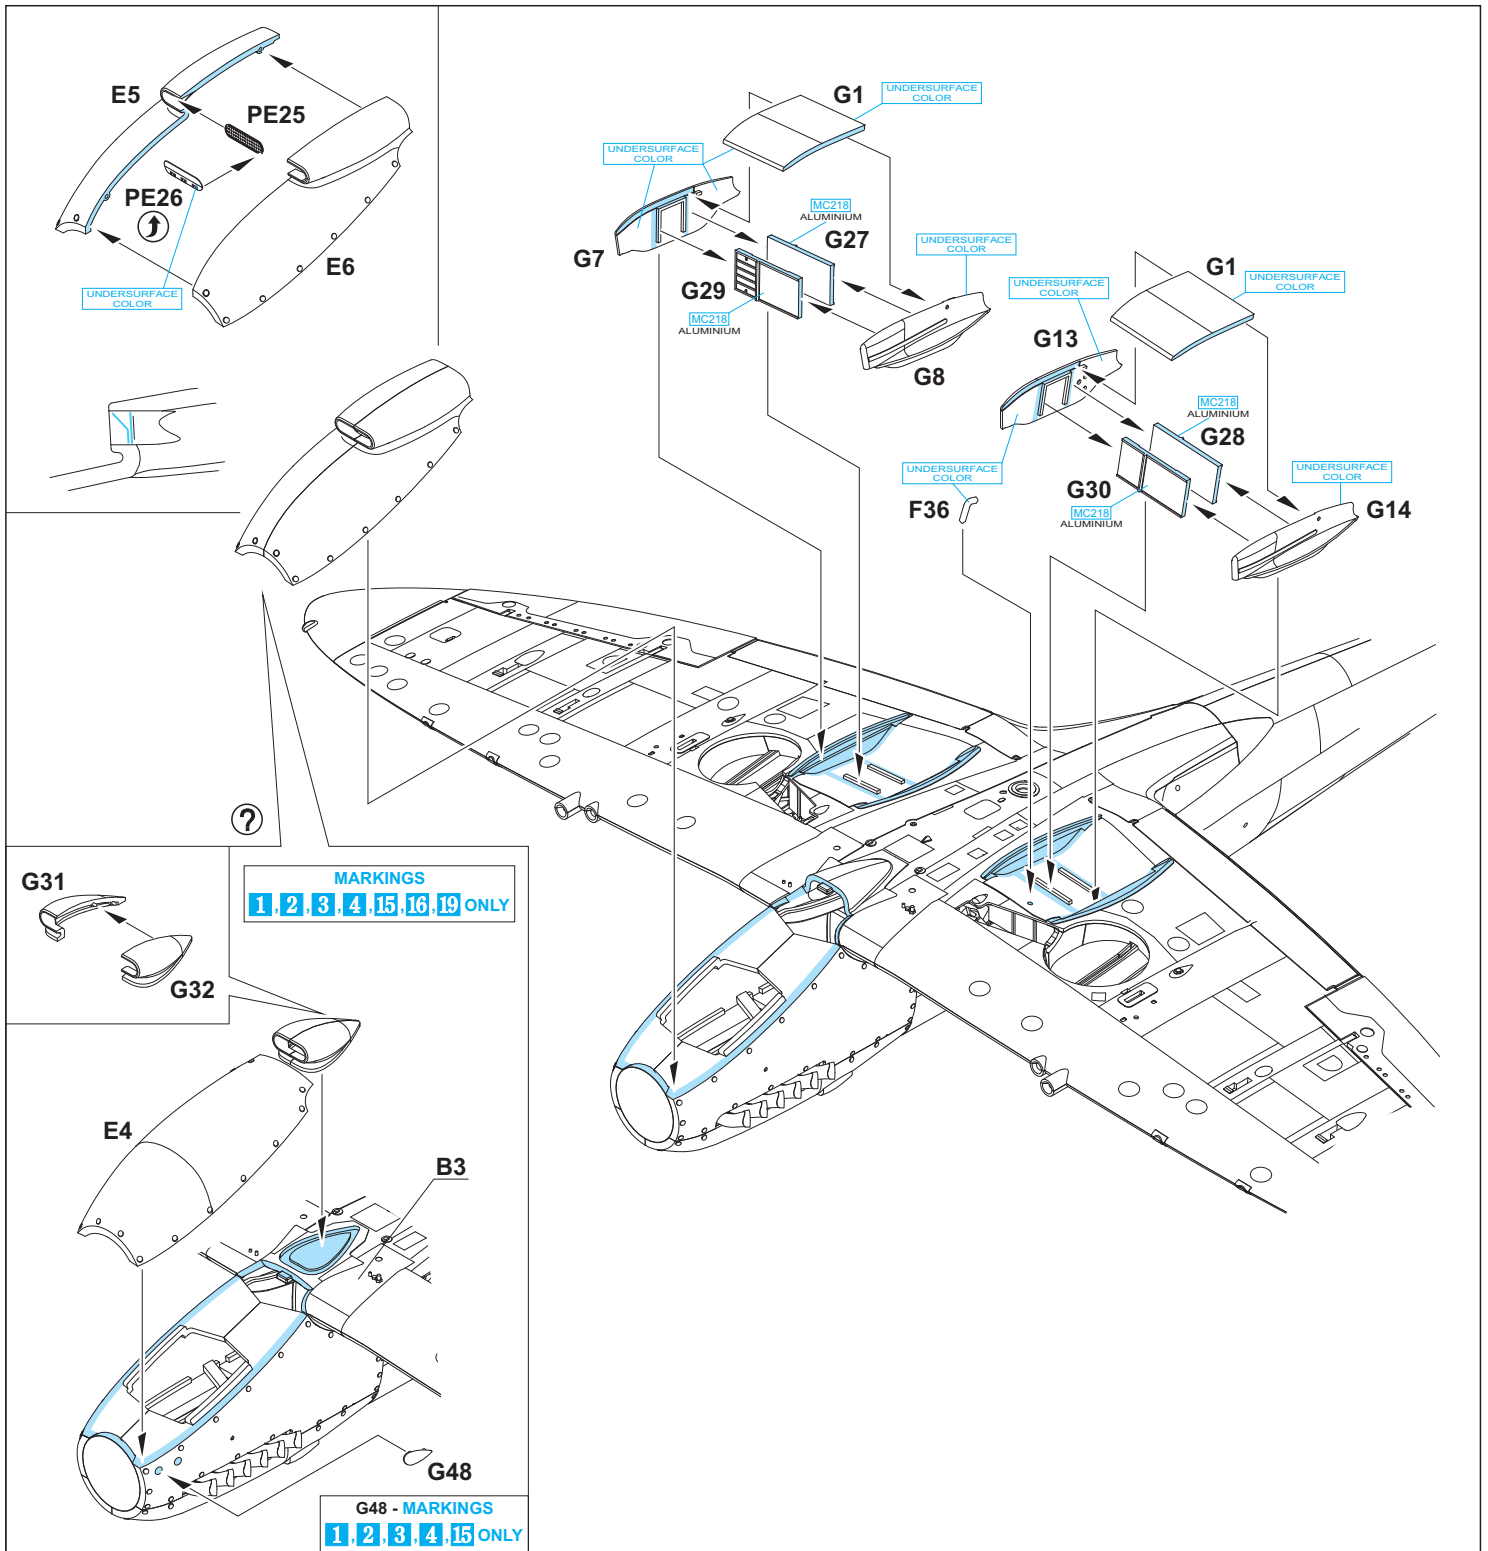 E5
PE25
PE26
E6
UNDERSURFACE
COLOR
G1
UNDERSURFACE
COLOR
UNDERSURFACE
COLOR
G7
MC218
ALUMINIUM
G27
G29
MC218
ALUMINIUM
UNDERSURFACE
COLOR
G8
G1
UNDERSURFACE
COLOR
UNDERSURFACE
COLOR
G13
MC218
ALUMINIUM
G28
UNDERSURFACE
COLOR
F36
G30
MC218
ALUMINIUM
UNDERSURFACE
COLOR
G14
?
MARKINGS
1, 2, 3, 4, 15, 16, 19 ONLY
G31
G32
E4
B3
G48
G48 - MARKINGS
1, 2, 3, 4, 15 ONLY